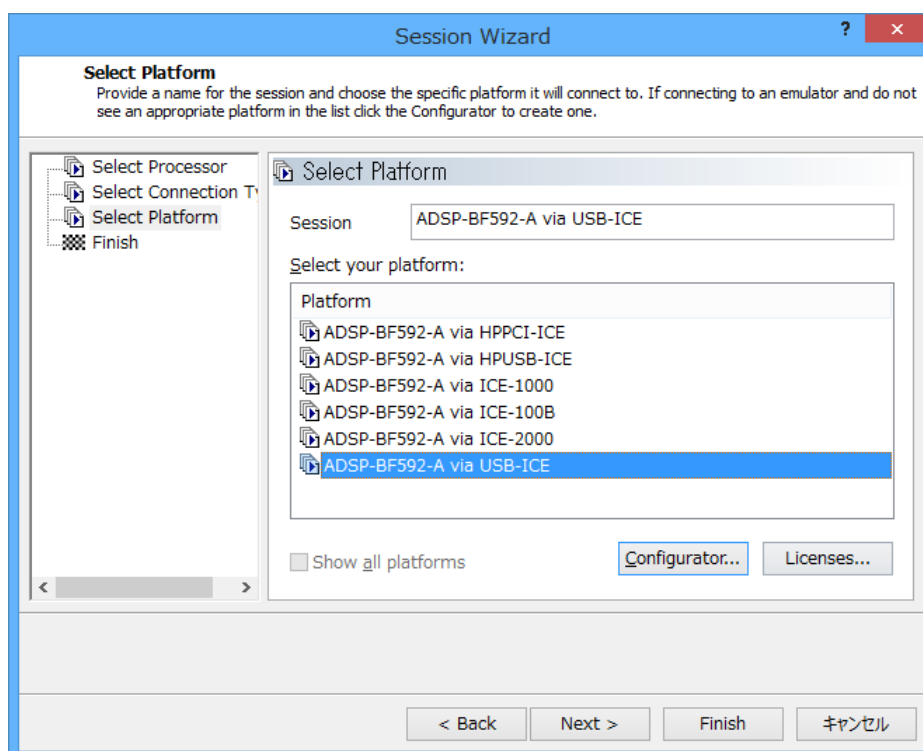 Session Wizard
?
×
Select Platform
Provide a name for the session and choose the specific platform it will connect to. If connecting to an emulator and do not
see an appropriate platform in the list click the Configurator to create one.
Select Processor
Select Connection Ty
Select Platform
Finish
Select Platform
Session
ADSP-BF592-A via USB-ICE
Select your platform:
Platform
ADSP-BF592-A via HPPCI-ICE
ADSP-BF592-A via HPUSB-ICE
ADSP-BF592-A via ICE-1000
ADSP-BF592-A via ICE-100B
ADSP-BF592-A via ICE-2000
ADSP-BF592-A via USB-ICE
Show all platforms
Configurator...
Licenses...
< Back
Next >
Finish
キャンセル